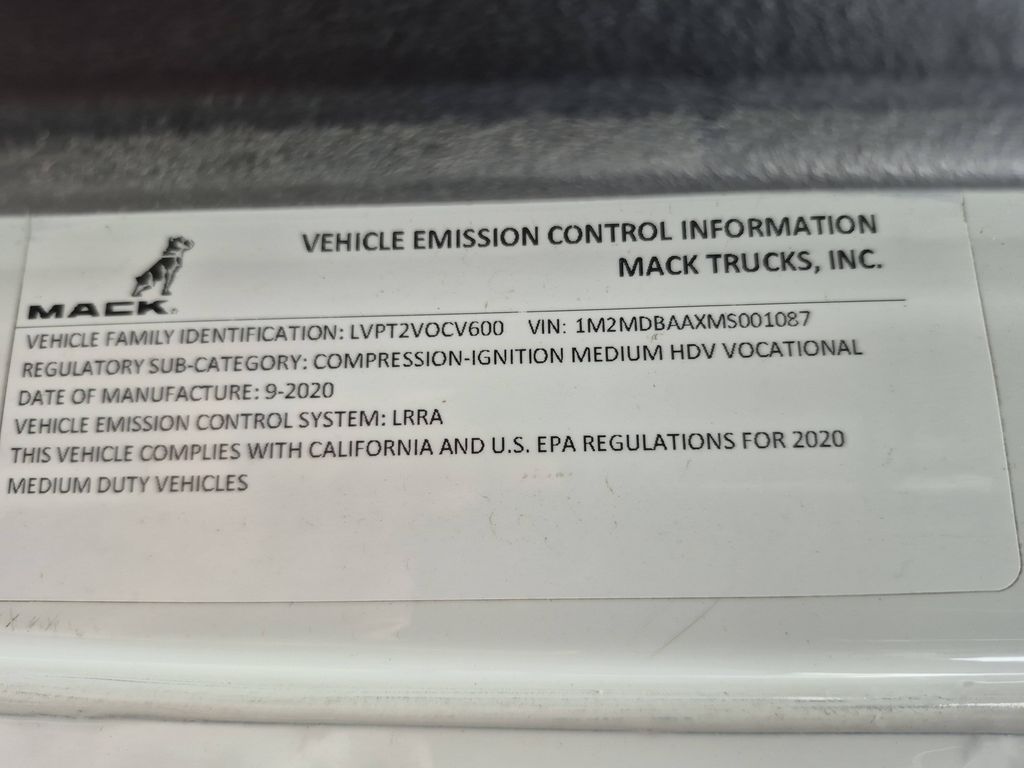 VEHICLE EMISSION CONTROL INFORMATION
MACK TRUCKS, INC.
MACK
VEHICLE FAMILY IDENTIFICATION: LVPT2VOCV600 VIN: 1M2MDBAAXMS001087
REGULATORY SUB-CATEGORY: COMPRESSION-IGNITION MEDIUM HDV VOCATIONAL
DATE OF MANUFACTURE: 9-2020
VEHICLE EMISSION CONTROL SYSTEM: LRRA
THIS VEHICLE COMPLIES WITH CALIFORNIA AND U.S. EPA REGULATIONS FOR 2020
MEDIUM DUTY VEHICLES